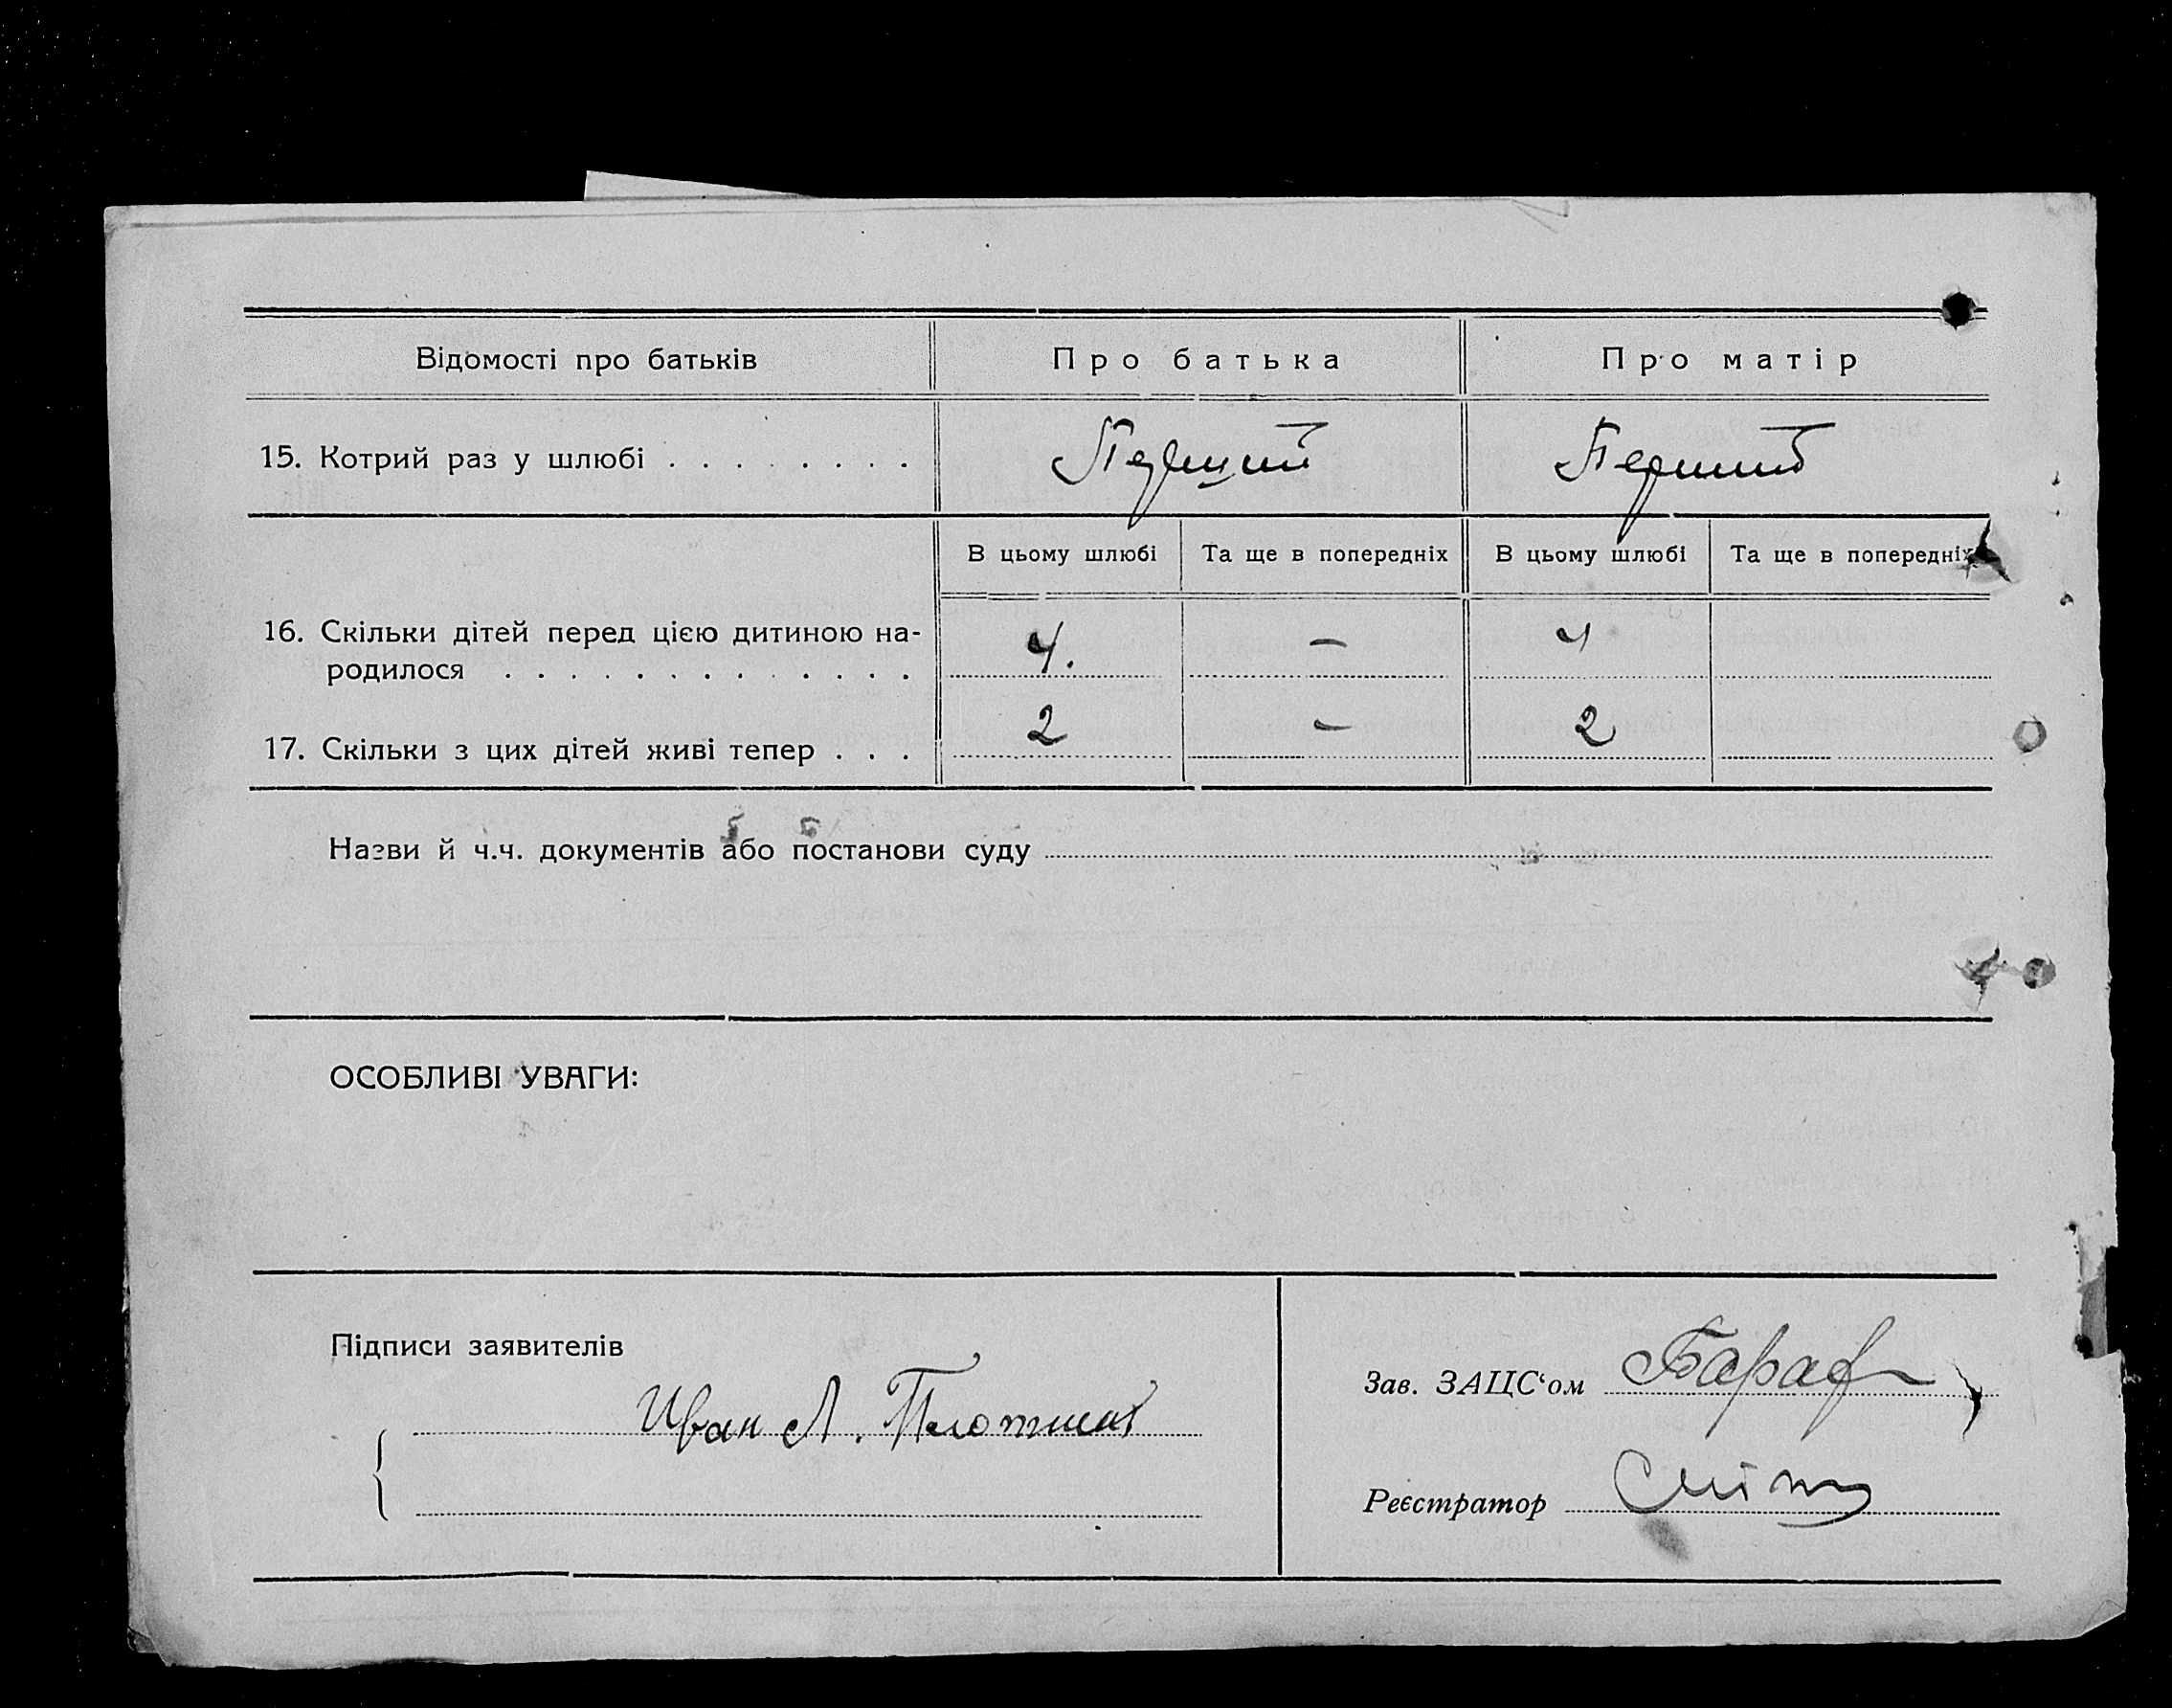 Відомості про батьків
Про батька
Про матір
15. Котрий раз у шлюбі . . . . . . . .
Перший
Перший
В цьому шлюбі
Та ще в попередніх
В цьому шлюбі
Та ще в попередніх
16. Скільки дітей перед цією дитиною на-
родилося . . . . . . . . . . . . .
4.
—
4
17. Скільки з цих дітей живі тепер . . .
2
—
2
Назви й ч.ч. документів або постанови суду
ОСОБЛИВІ УВАГИ:
Підписи заявителів
Иван Л.
Зав. ЗАЦС‘ом
Реєстратор